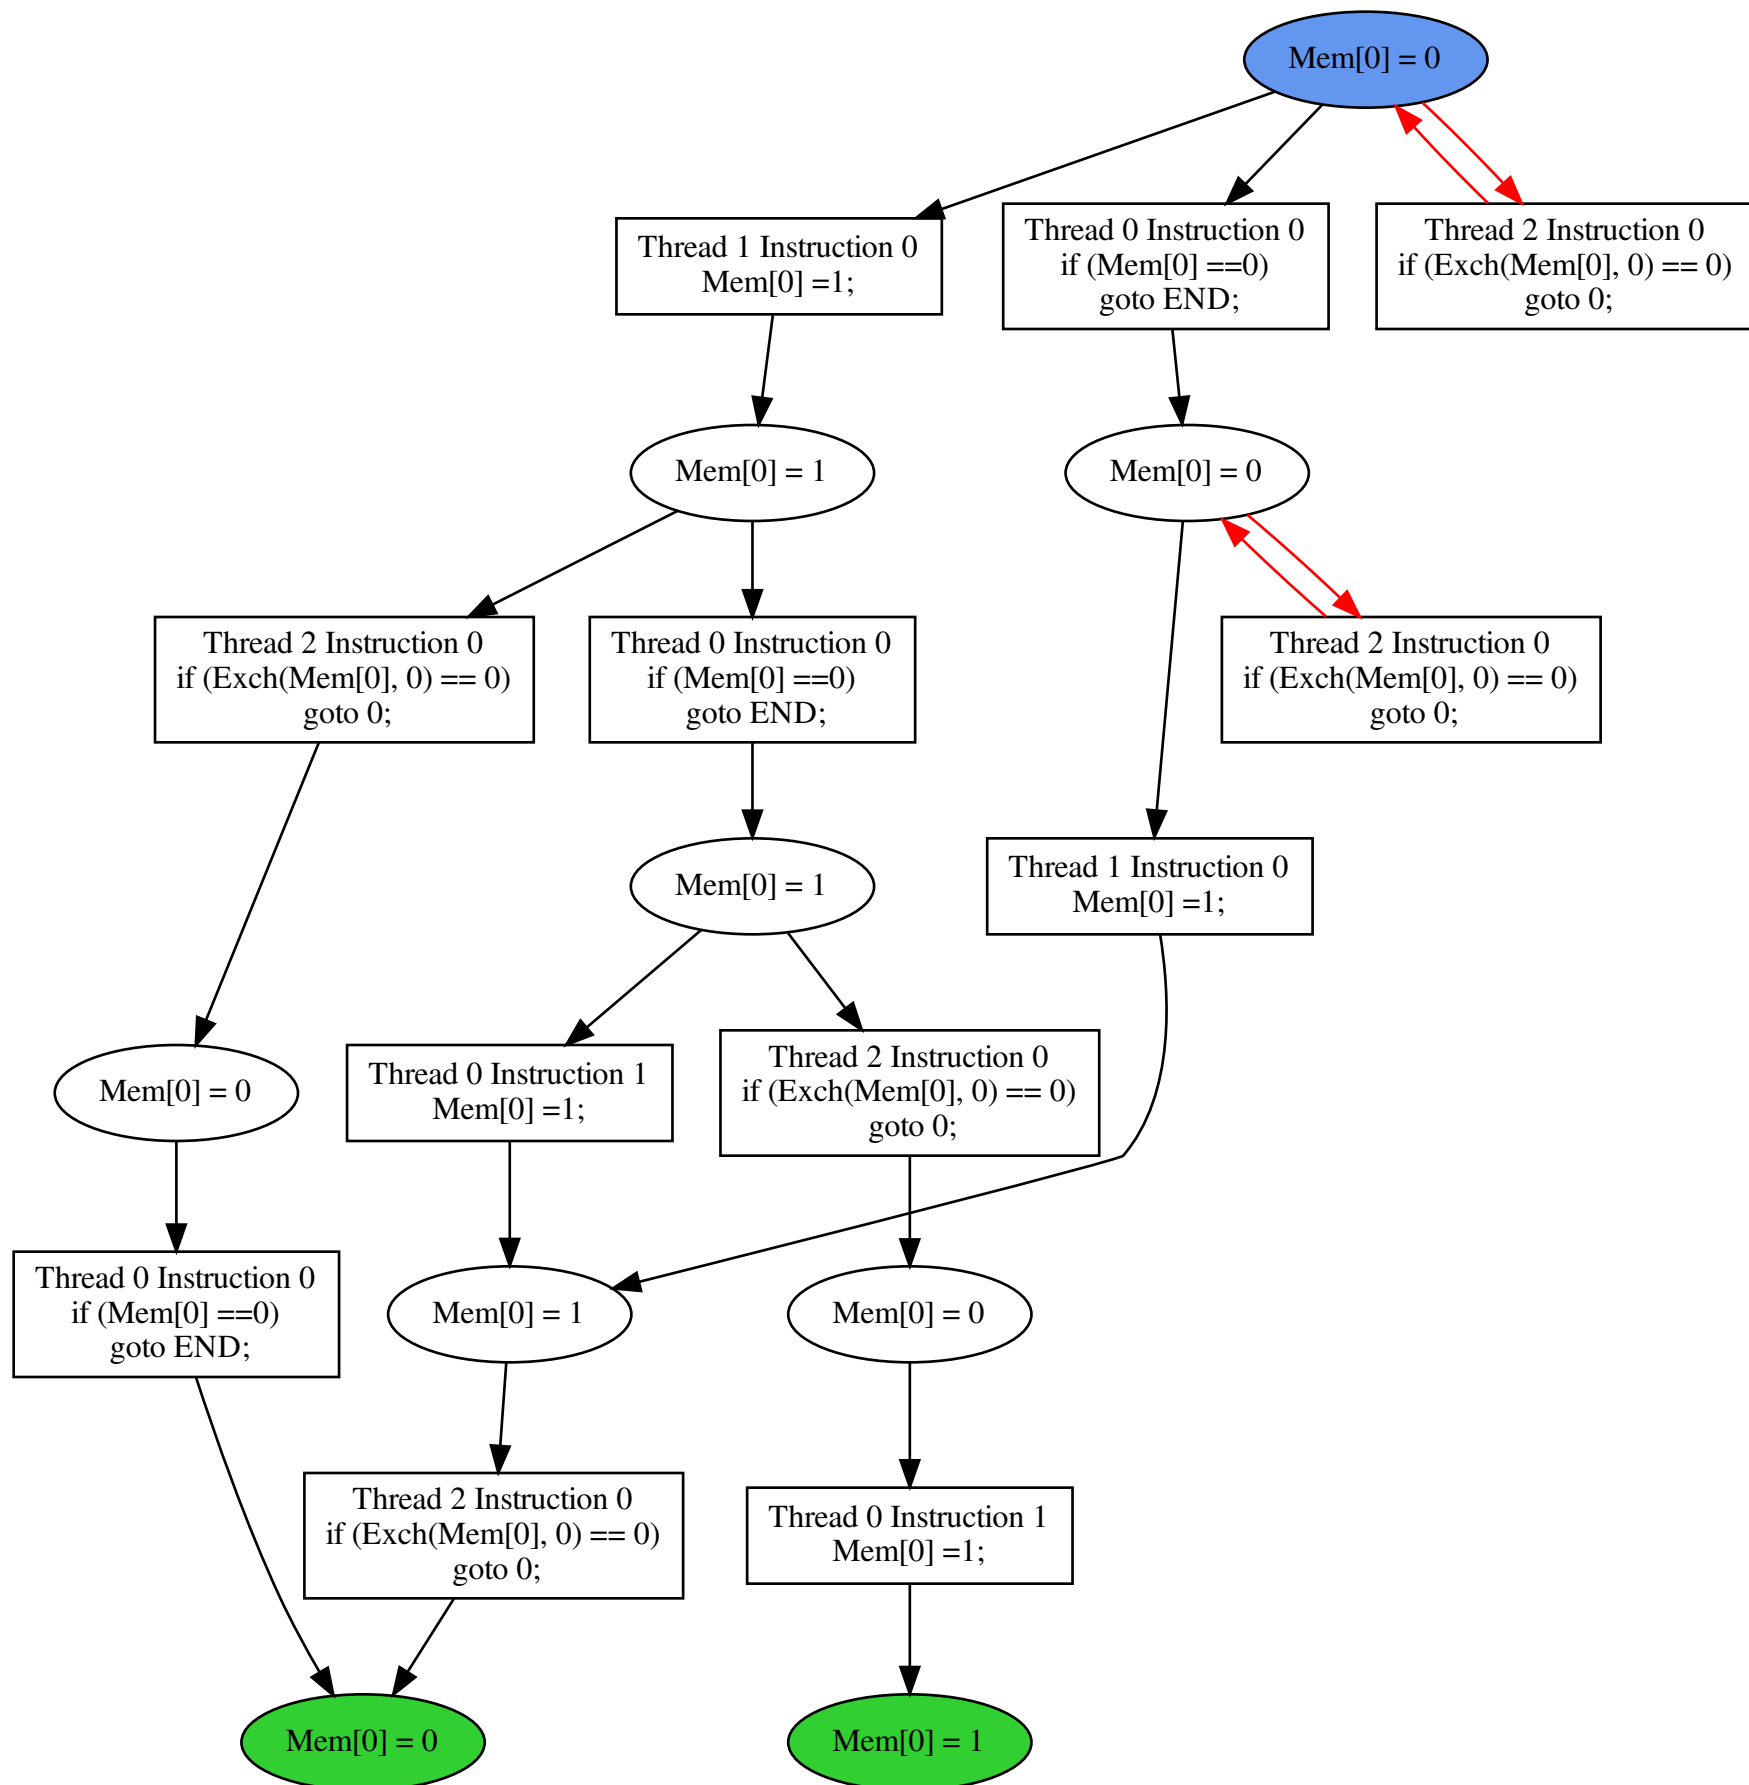 Mem[0] = 0
Thread 1 Instruction 0
Mem[0] =1;
Thread 0 Instruction 0
if (Mem[0] ==0)
goto END;
Thread 2 Instruction 0
if (Exch(Mem[0], 0) == 0)
goto 0;
Mem[0] = 1
Mem[0] = 0
Thread 2 Instruction 0
if (Exch(Mem[0], 0) == 0)
goto 0;
Thread 0 Instruction 0
if (Mem[0] ==0)
goto END;
Thread 2 Instruction 0
if (Exch(Mem[0], 0) == 0)
goto 0;
Mem[0] = 1
Thread 1 Instruction 0
Mem[0] =1;
Mem[0] = 0
Thread 0 Instruction 1
Mem[0] =1;
Thread 2 Instruction 0
if (Exch(Mem[0], 0) == 0)
goto 0;
Thread 0 Instruction 0
if (Mem[0] ==0)
goto END;
Mem[0] = 1
Mem[0] = 0
Thread 2 Instruction 0
if (Exch(Mem[0], 0) == 0)
goto 0;
Thread 0 Instruction 1
Mem[0] =1;
Mem[0] = 0
Mem[0] = 1